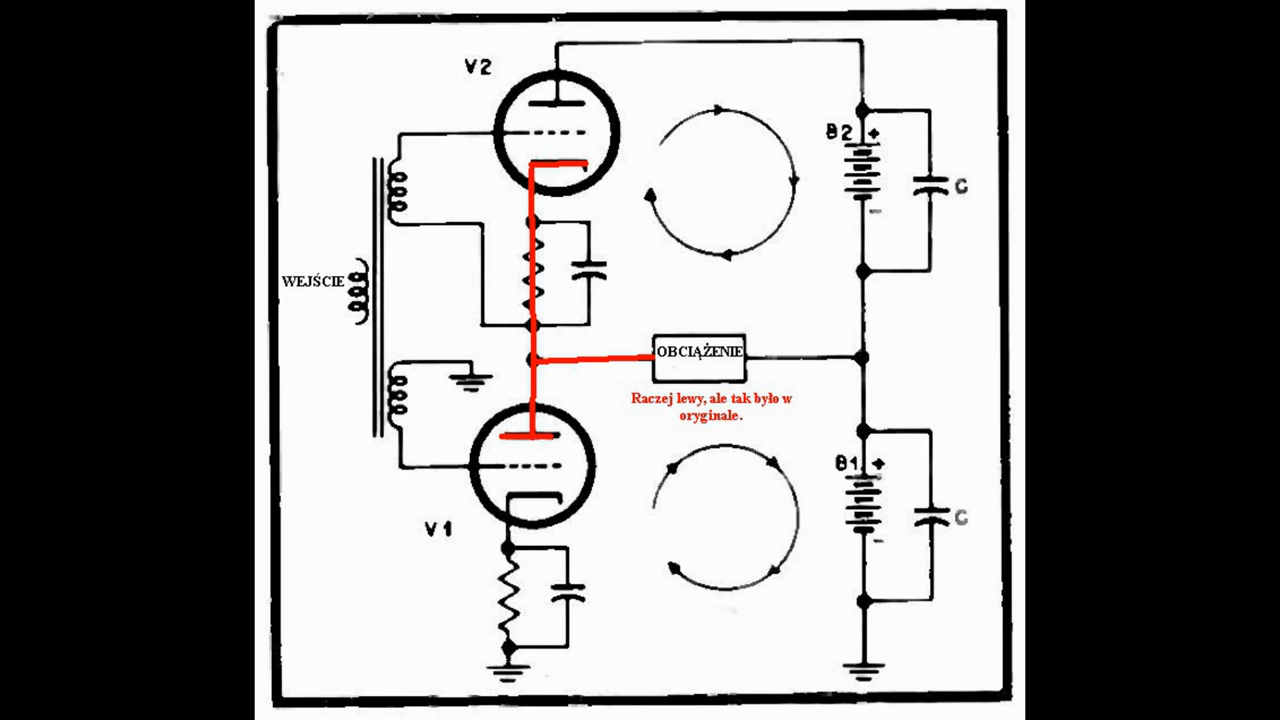 V2
B2 +
C
-
WEJŚCIE
OBCIĄŻENIE
Raczej lewy, ale tak było w
oryginale.
B1 +
C
-
V1